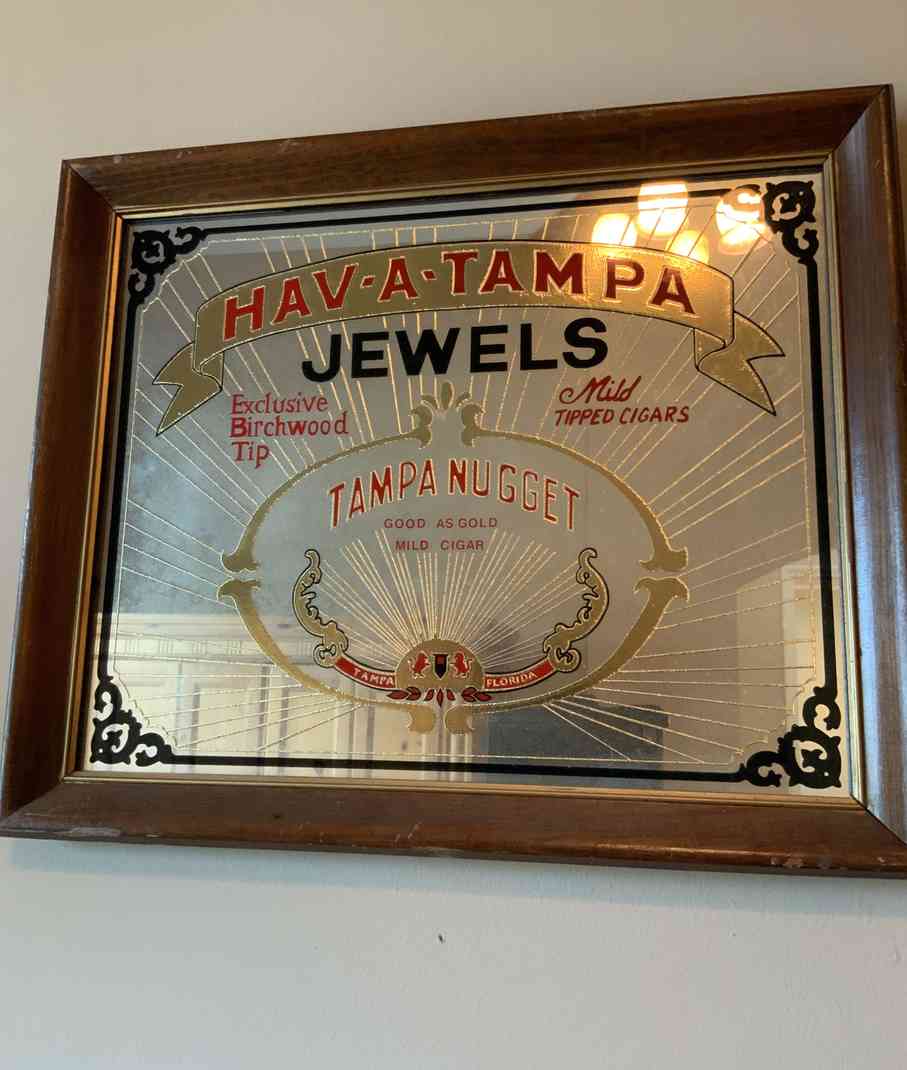 HAV-A-TAMPA
JEWELS
Exclusive
Birchwood
Tip
Mild
TIPPED CIGARS
TAMPA NUGGET
GOOD AS GOLD
MILD CIGAR
TAMPA FLORIDA